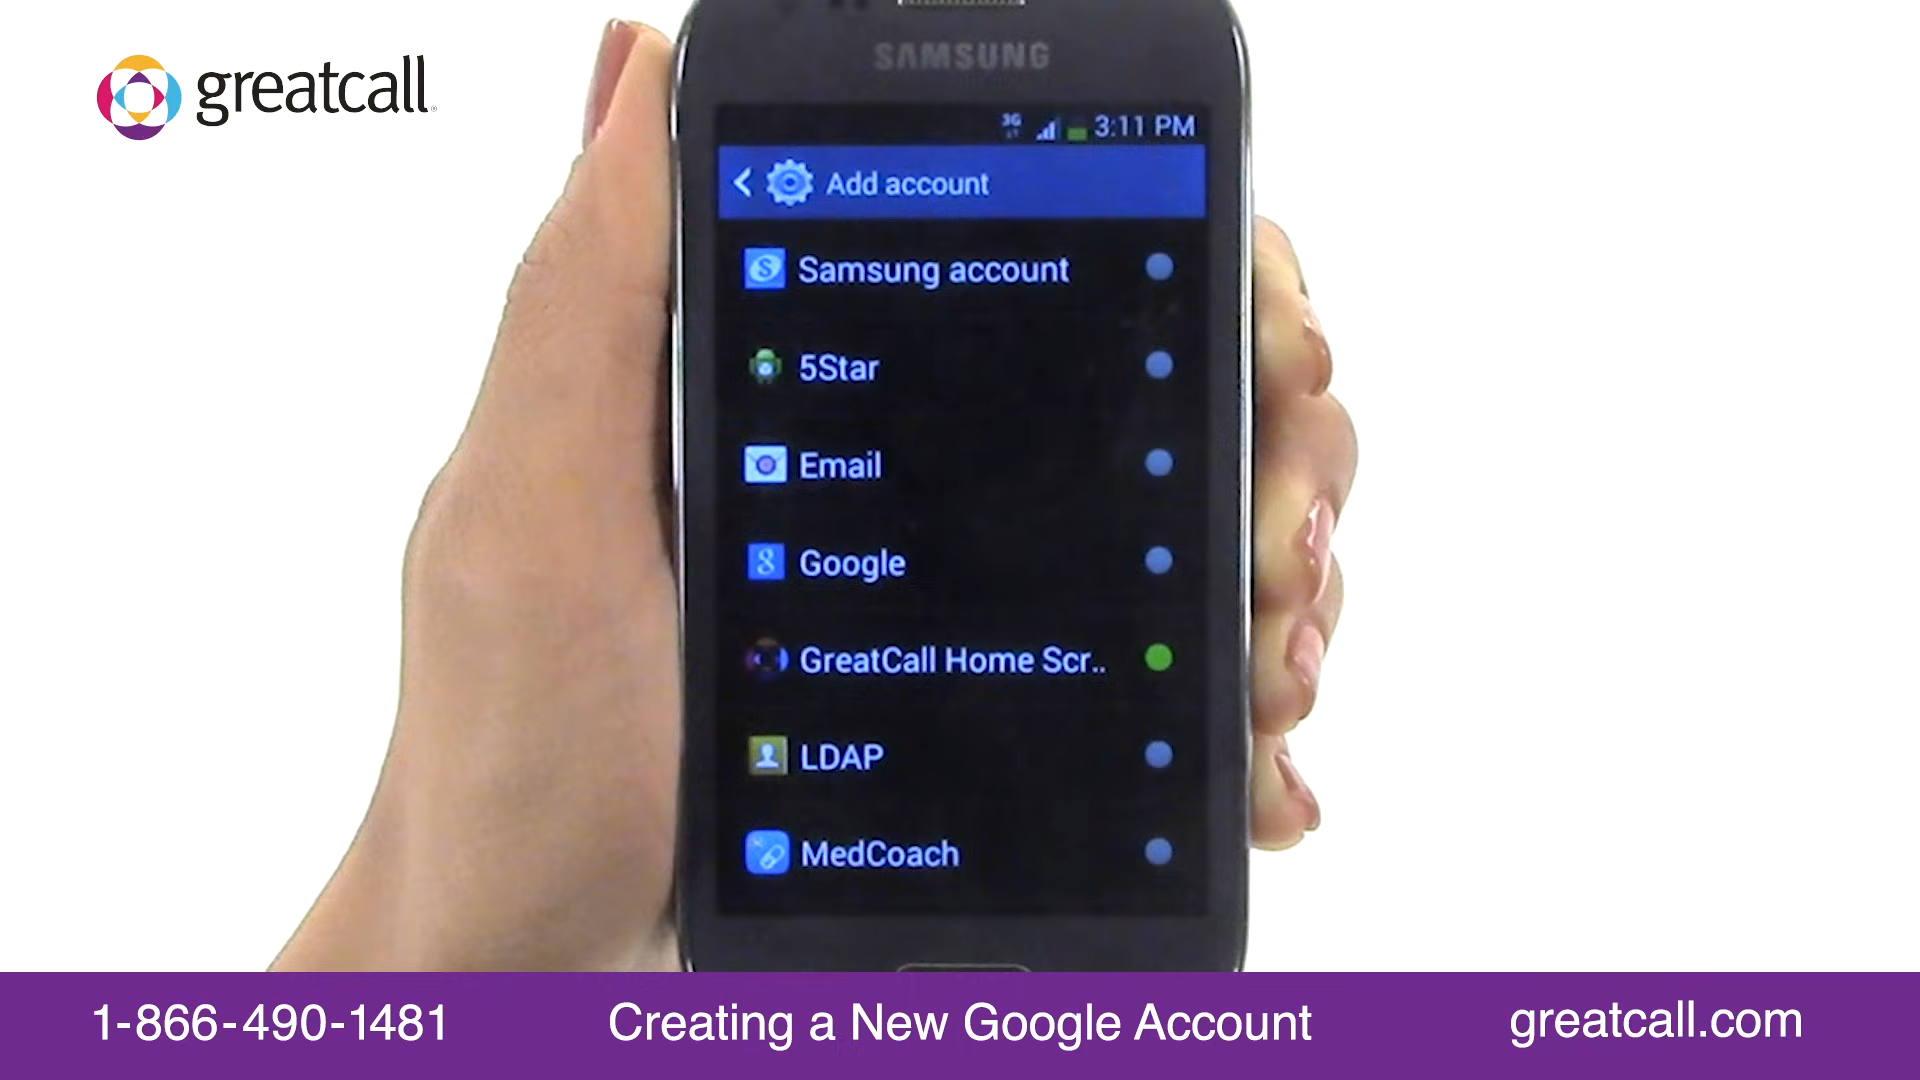 greatcall
SAMSUNG
3G 3:11 PM
Add account
Samsung account
5Star
Email
Google
GreatCall Home Scr..
LDAP
MedCoach
1-866-490-1481
Creating a New Google Account
greatcall.com